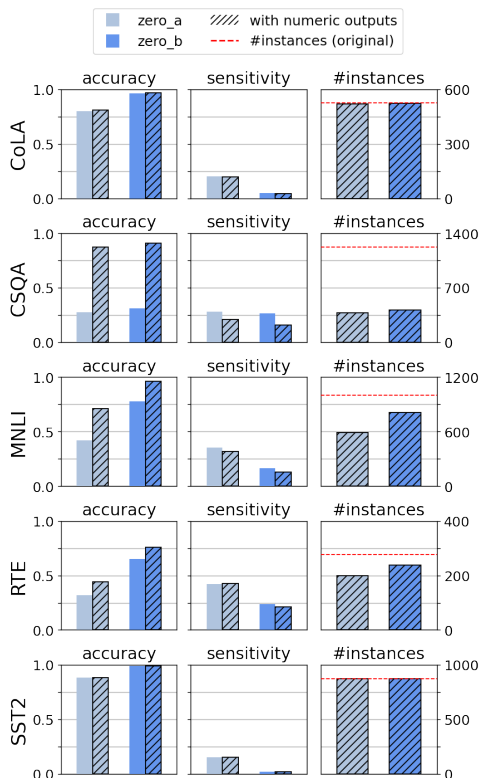 zero_a with numeric outputs
zero_b #instances (original)
accuracy sensitivity #instances
CoLA
1.0
0.5
0.0
600
300
0
accuracy sensitivity #instances
CSQA
1.0
0.5
0.0
1400
700
0
accuracy sensitivity #instances
MNLI
1.0
0.5
0.0
1200
600
0
accuracy sensitivity #instances
RTE
1.0
0.5
0.0
400
200
0
accuracy sensitivity #instances
SST2
1.0
0.5
0.0
1000
500
0